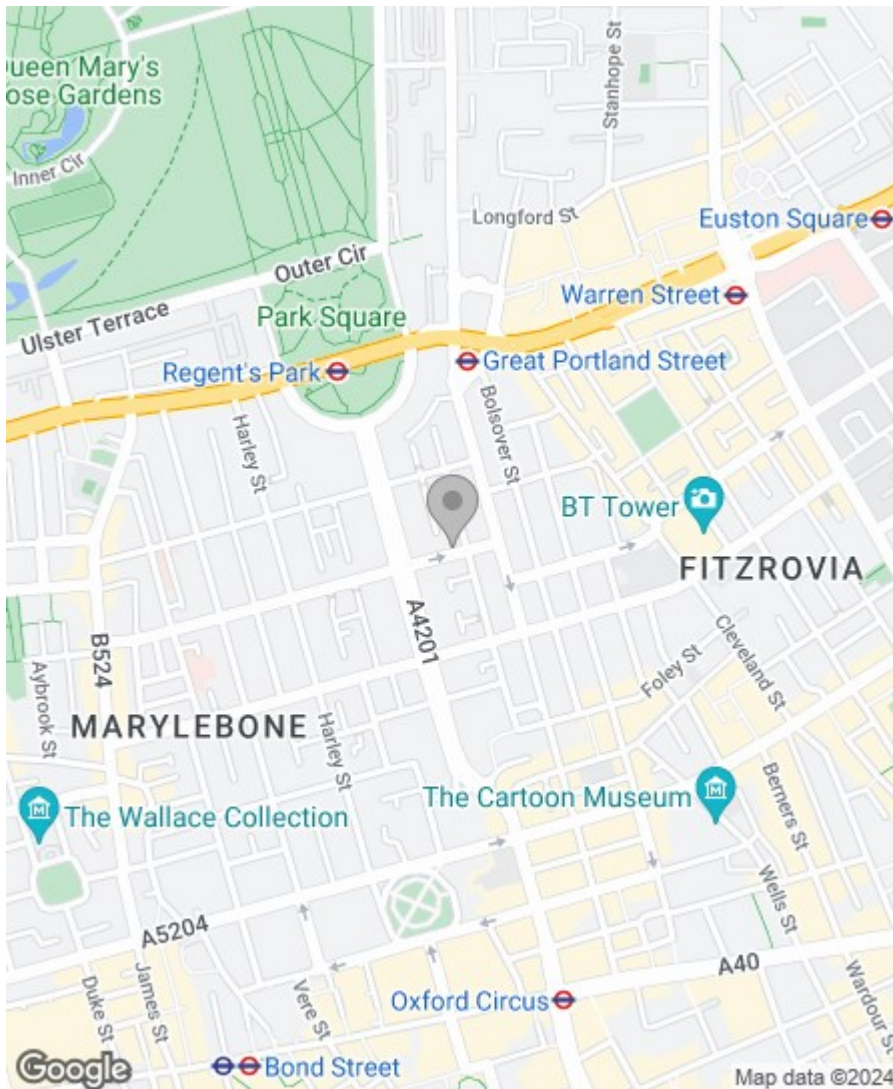 ueen Mary's
ose Gardens
Inner Cir
Stanhope St
Longford St
Euston Square
Outer Cir
Warren Street
Ulster Terrace
Park Square
Regent's Park
Great Portland Street
Harley St
Bolsover St
BT Tower
FITZROVIA
A4201
B524
Cleveland St
Foley St
Aybrook St
MARYLEBONE
Harley St
The Cartoon Museum
The Wallace Collection
Berners St
Wells St
A5204
A40
Duke St
James St
Vere St
Oxford Circus
Wardour St
Bond Street
Google
Map data ©2024